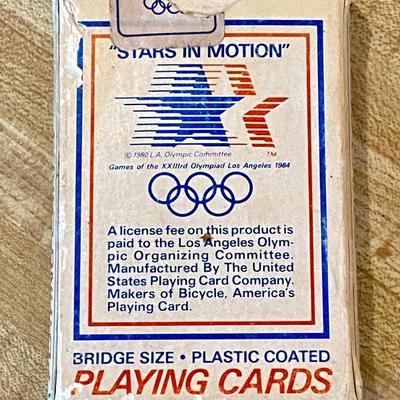 "STARS IN MOTION"
© 1980 L.A. Olympic Committee TM
Games of the XXIIIrd Olympiad Los Angeles 1984
A license fee on this product is
paid to the Los Angeles Olym-
pic Organizing Committee.
Manufactured By The United
States Playing Card Company.
Makers of Bicycle, America's
Playing Card.
BRIDGE SIZE • PLASTIC COATED
PLAYING CARDS